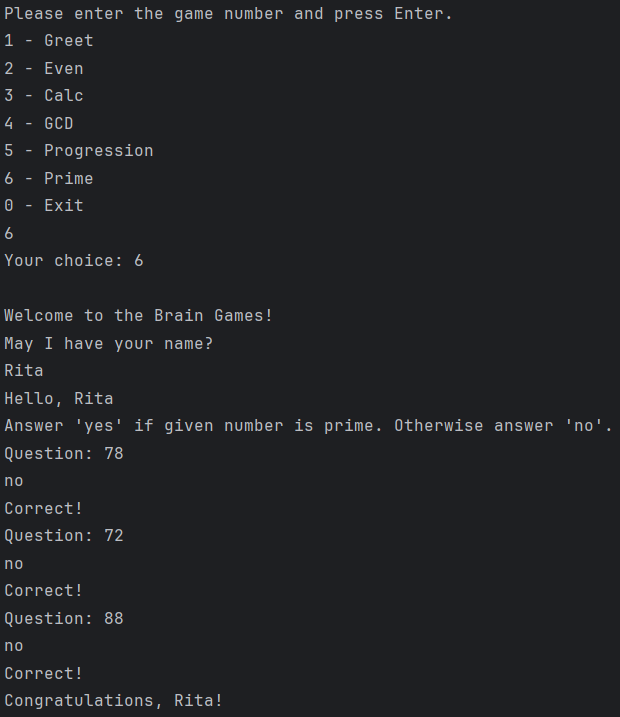 Please enter the game number and press Enter.
1 - Greet
2 - Even
3 - Calc
4 - GCD
5 - Progression
6 - Prime
0 - Exit
6
Your choice: 6
Welcome to the Brain Games!
May I have your name?
Rita
Hello, Rita
Answer 'yes' if given number is prime. Otherwise answer 'no'.
Question: 78
no
Correct!
Question: 72
no
Correct!
Question: 88
no
Correct!
Congratulations, Rita!